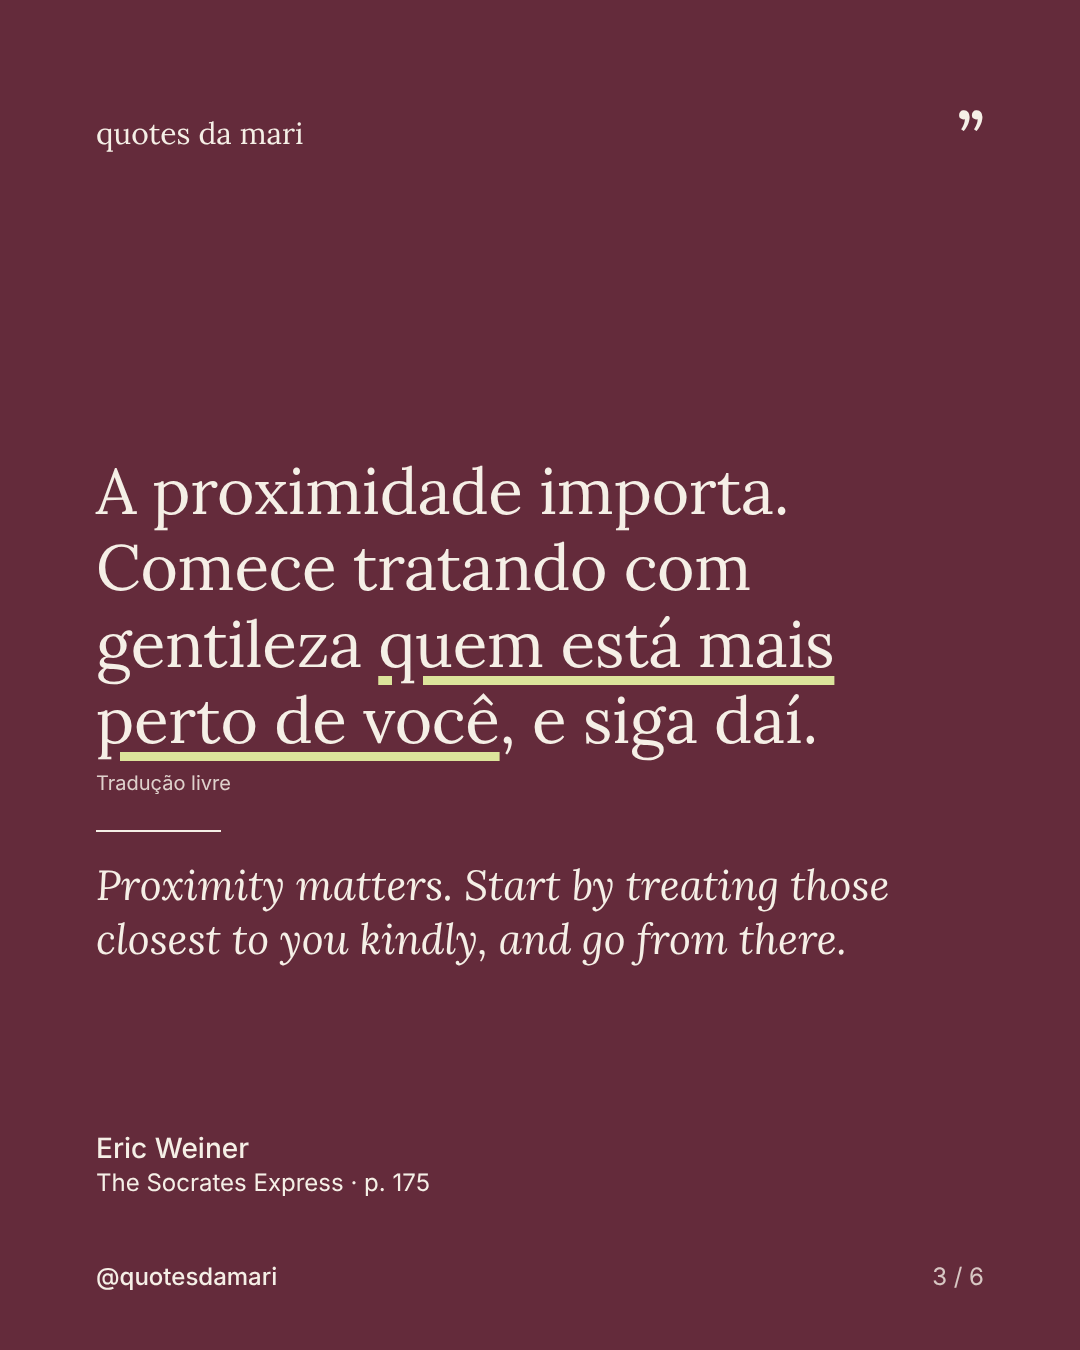 quotes da mari
”
A proximidade importa.
Comece tratando com
gentileza quem está mais
perto de você, e siga daí.
Tradução livre
Proximity matters. Start by treating those
closest to you kindly, and go from there.
Eric Weiner
The Socrates Express · p. 175
@quotesdamari
3 / 6